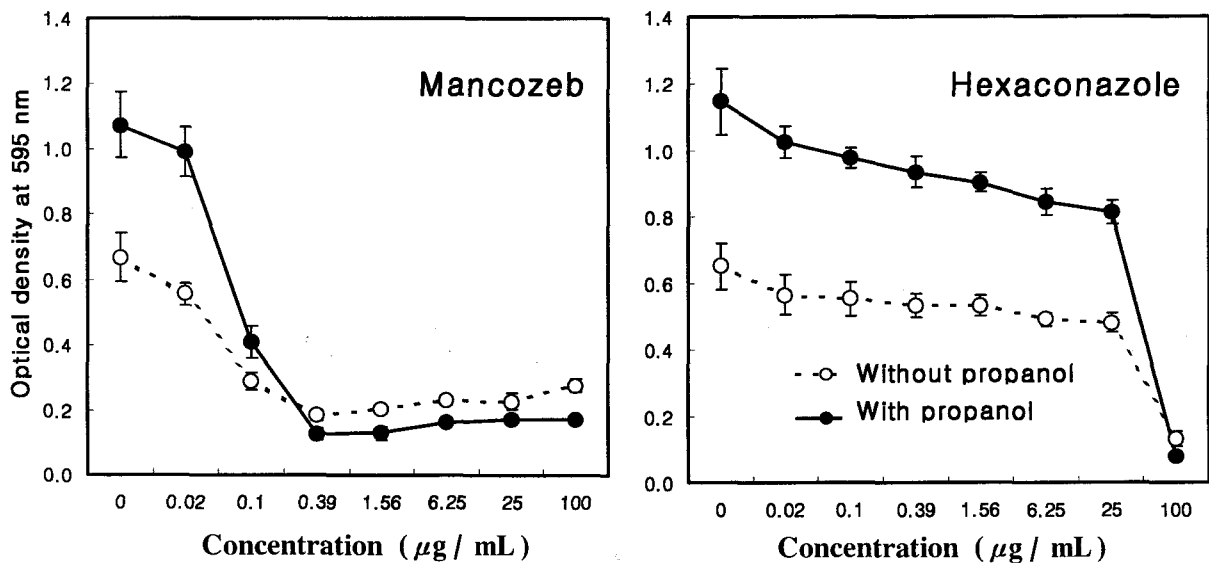 Optical density at 595 nm
1.4
1.2
1.0
0.8
0.6
0.4
0.2
0.0
Mancozeb
0 0.02 0.1 0.39 1.56 6.25 25 100
Concentration ( μg / mL)
1.4
1.2
1.0
0.8
0.6
0.4
0.2
0.0
Hexaconazole
Without propanol
With propanol
0 0.02 0.1 0.39 1.56 6.25 25 100
Concentration ( μg / mL)